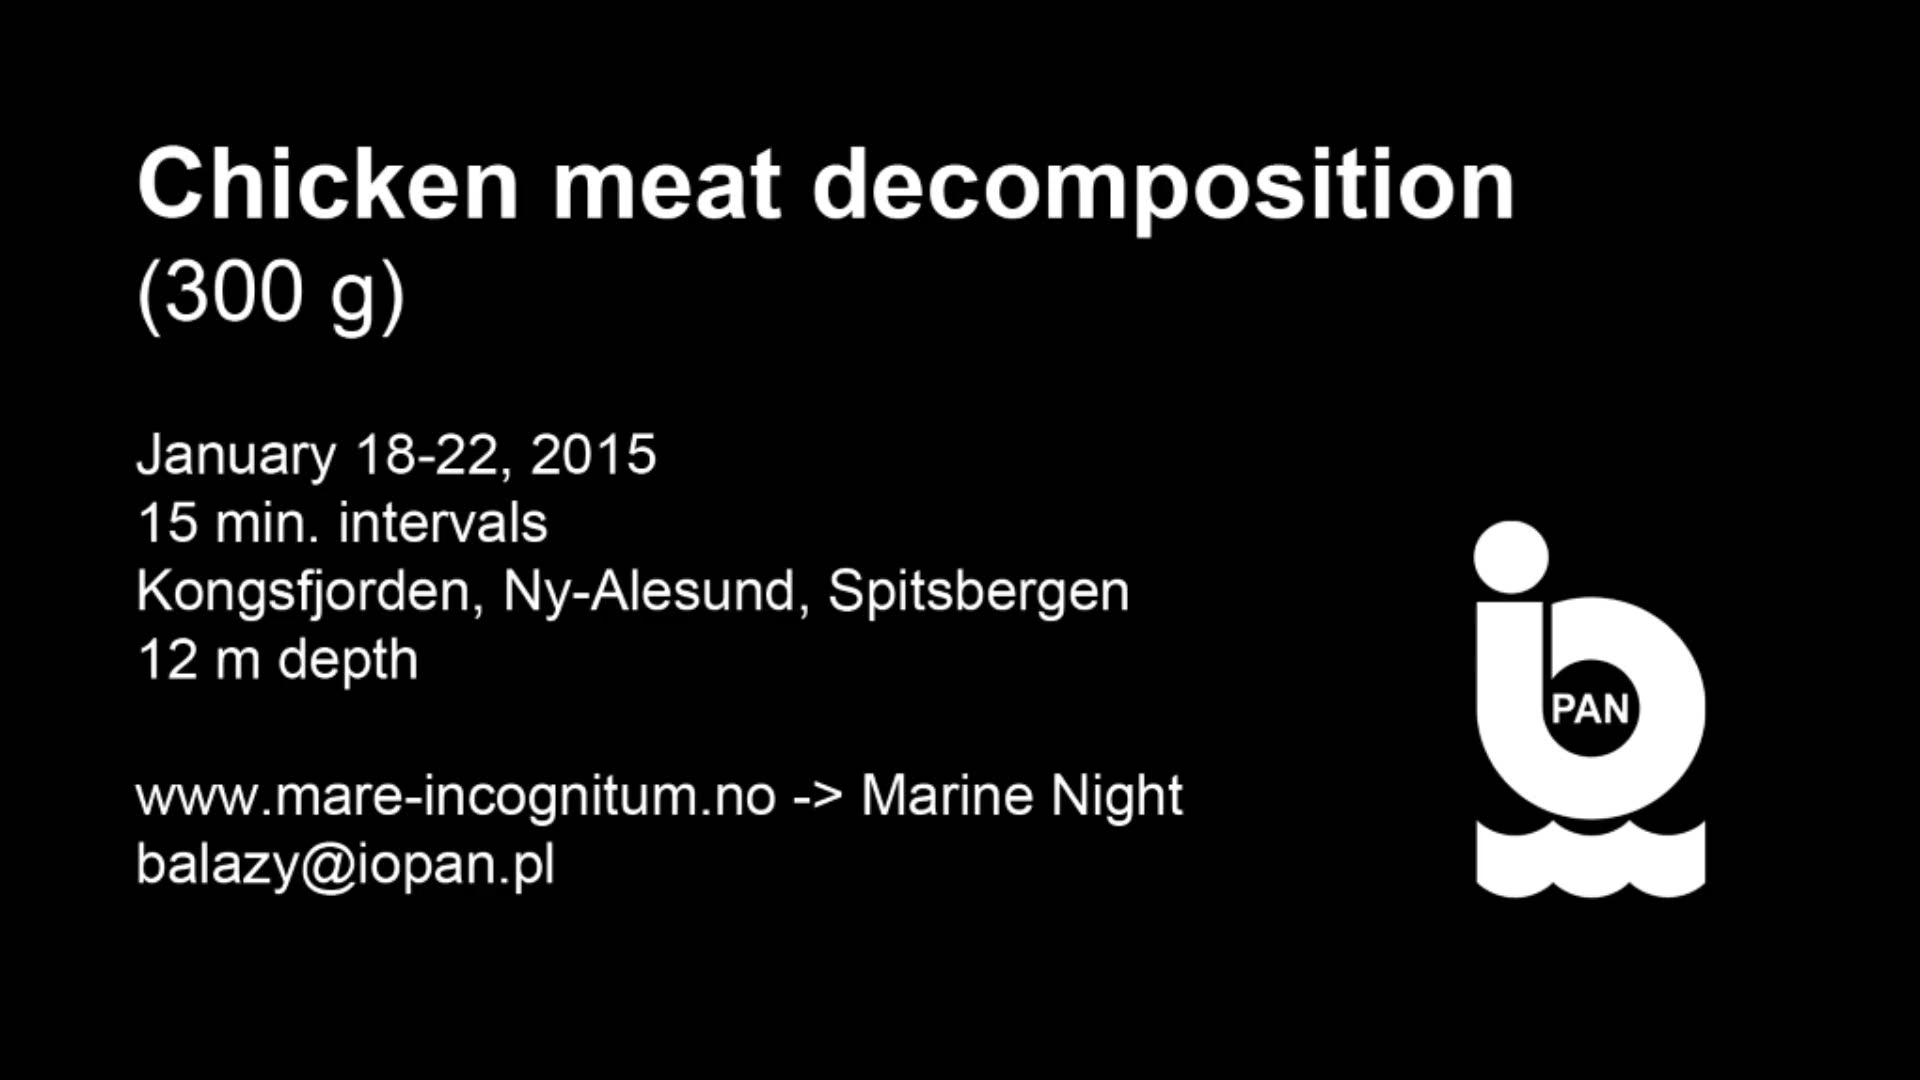 Chicken meat decomposition
(300 g)
January 18-22, 2015
15 min. intervals
Kongsfjorden, Ny-Alesund, Spitsbergen
12 m depth
www.mare-incognitum.no -> Marine Night
balazy@iopan.pl
io
PAN